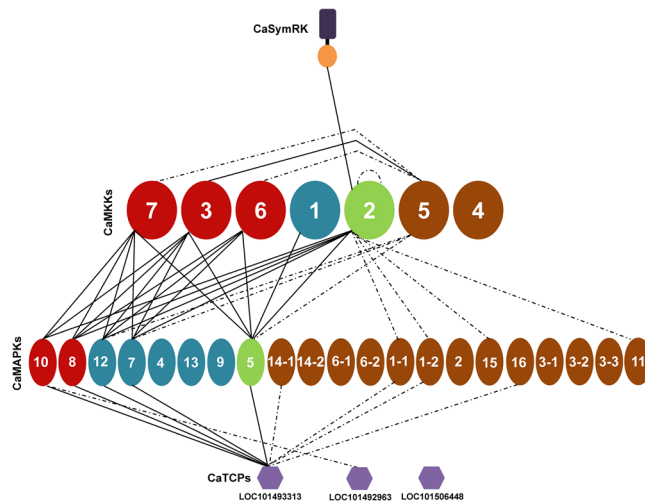 CaSymRK
CaMKKs
7 3 6 1 2 5 4
CaMAPKs
10 8 12 7 4 13 9 5 14-1 14-2 6-1 6-2 1-1 1-2 2 15 16 3-1 3-2 3-3 11
CaTCPs
LOC101493313 LOC101492963 LOC101506448